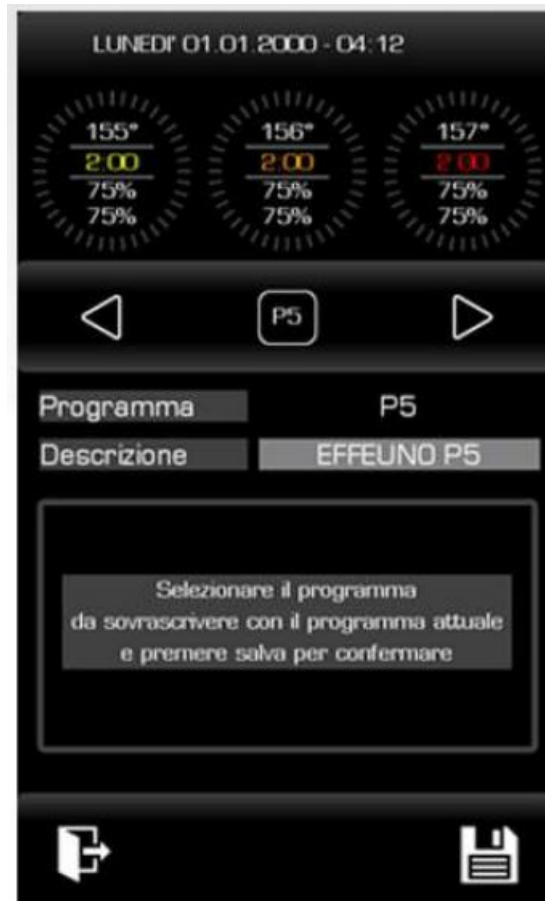 LUNEDI' 01.01.2000 - 04:12
155° 156° 157°
2:00 2:00 2:00
75% 75% 75%
75% 75% 75%
P5
Programma P5
Descrizione EFFEUNO P5
Selezionare il programma
da sovrascrivere con il programma attuale
e premere salva per confermare